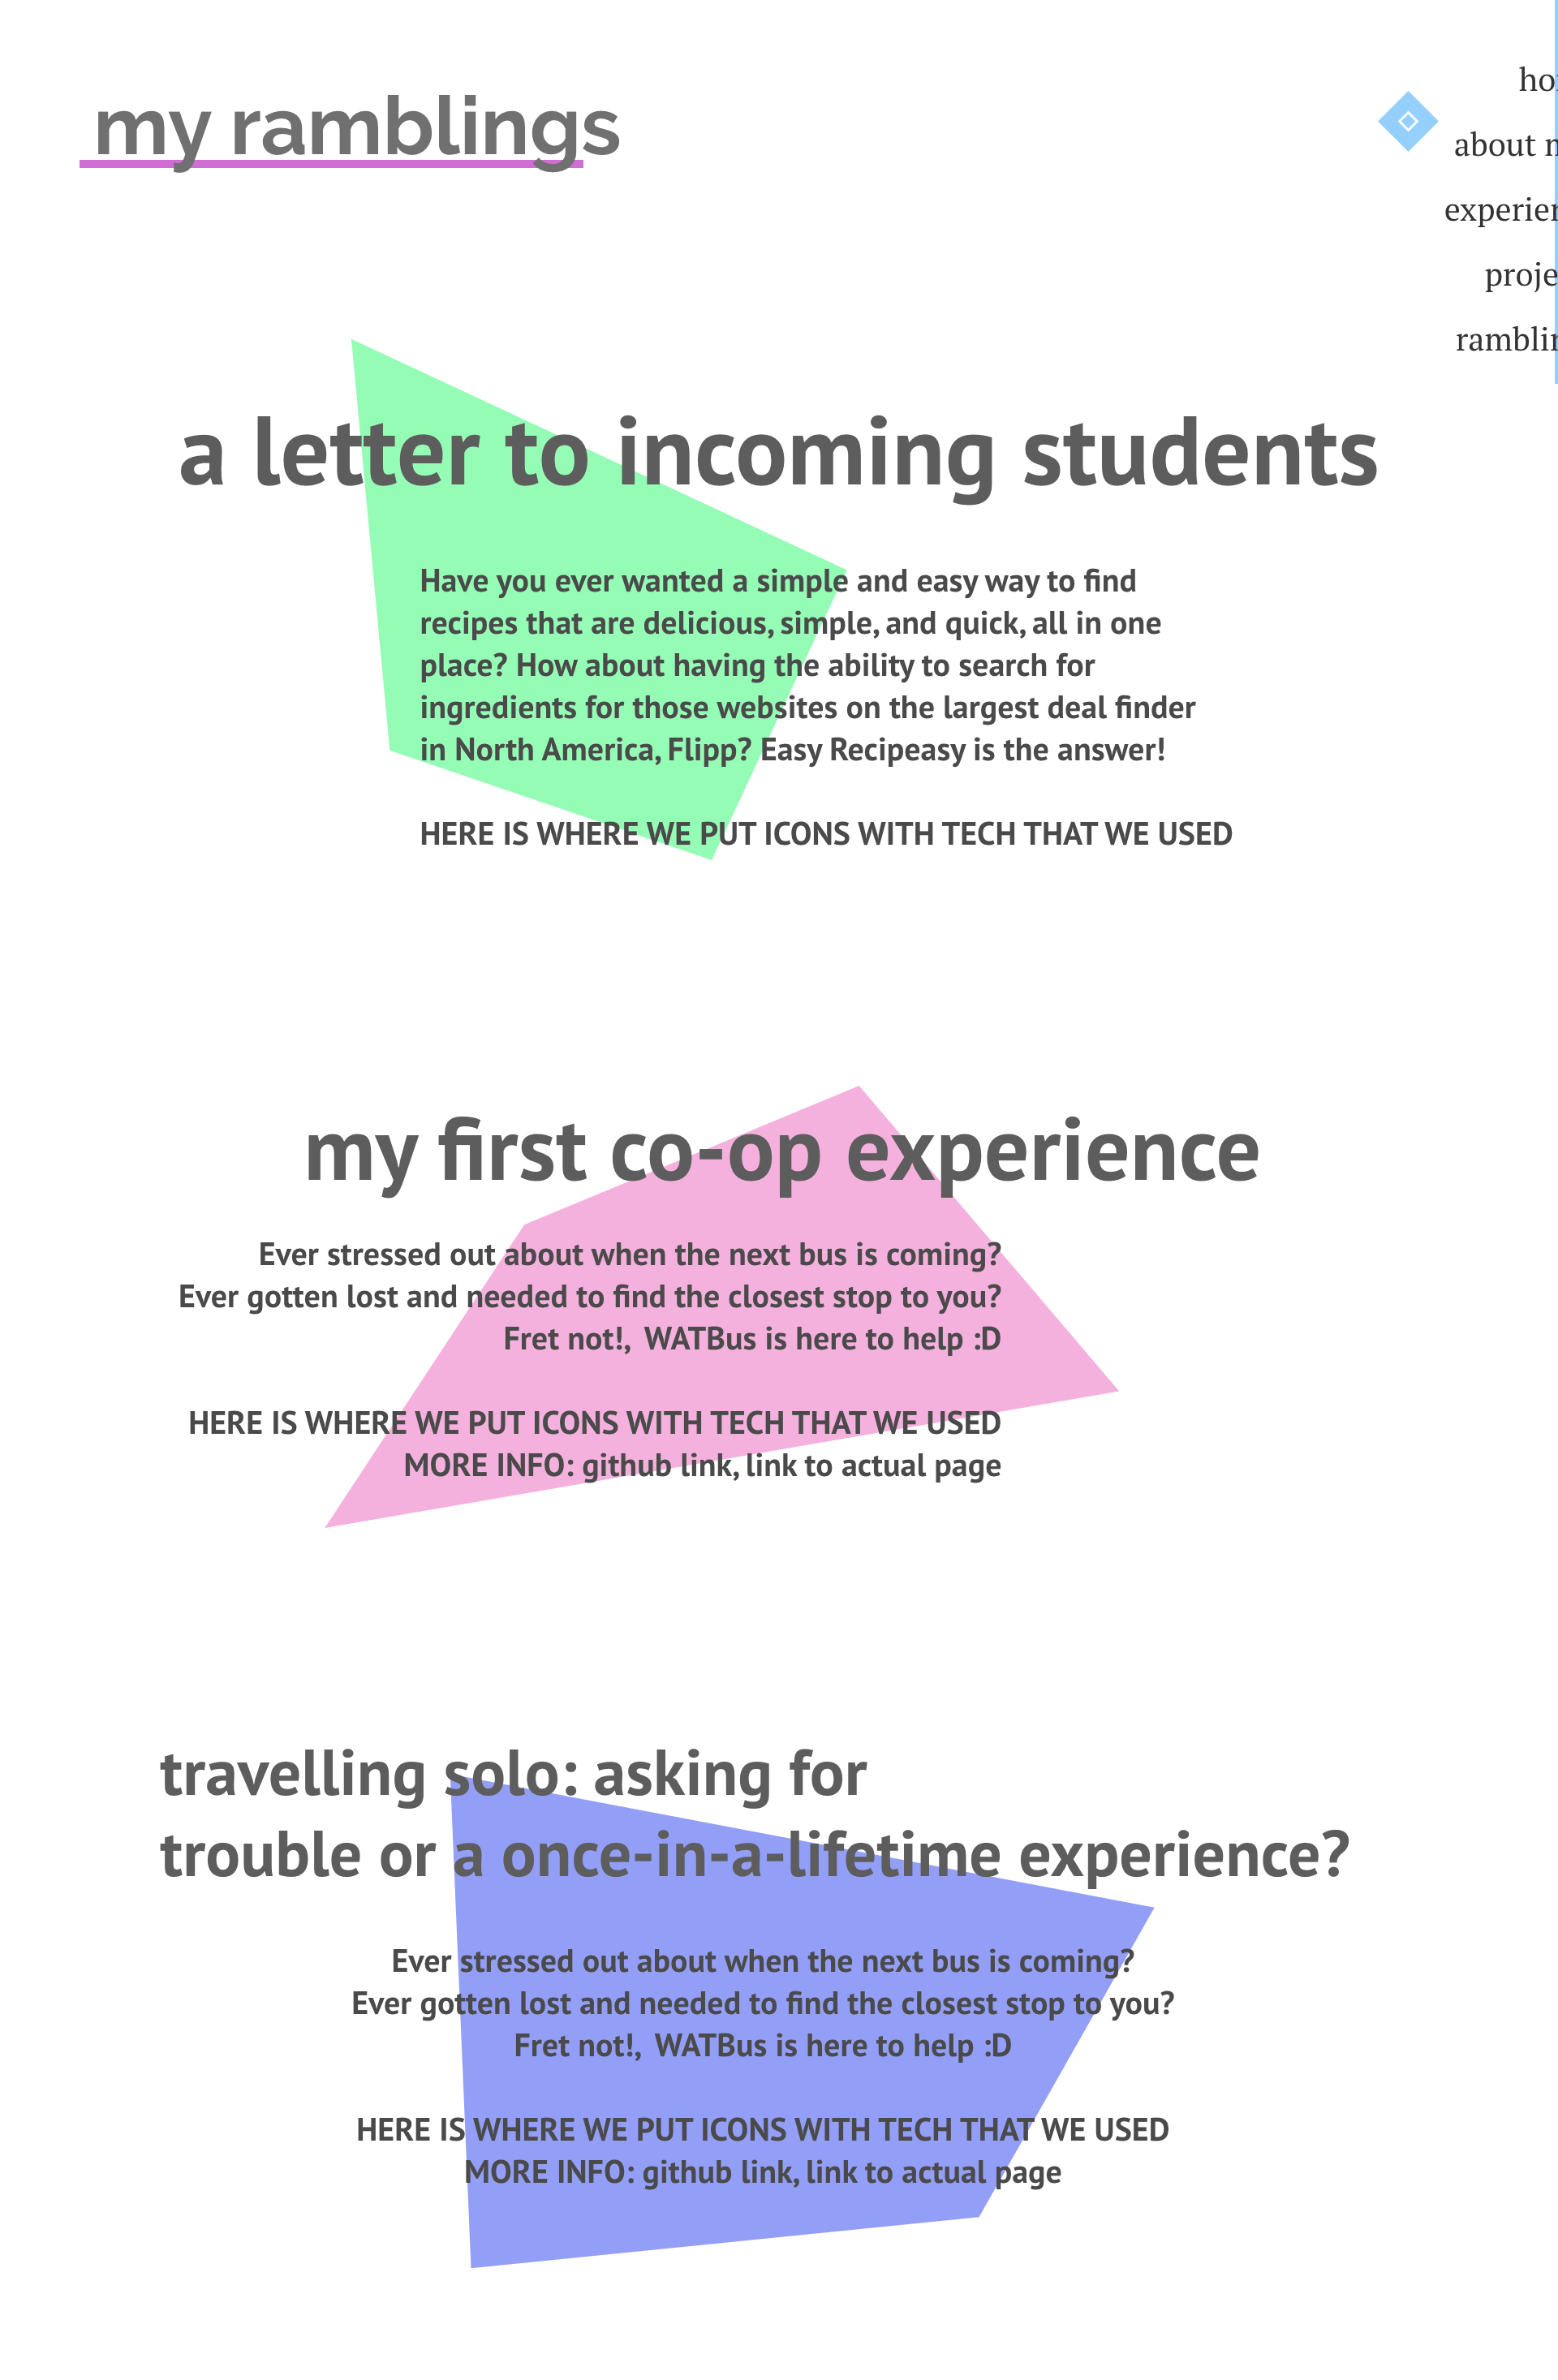 my ramblings
about
a letter to incoming students
Have you ever wanted a simple and easy way to find
recipes that are delicious, simple, and quick, all in one
place? How about having the ability to search for
ingredients for those websites on the largest deal finder
in North America, Flipp? Easy Recipeasy is the answer!
HERE IS WHERE WE PUT ICONS WITH TECH THAT WE USED
my first co-op experience
Ever stressed out about when the next bus is coming?
Ever gotten lost and needed to find the closest stop to you?
Fret not!,  WATBus is here to help :D
HERE IS WHERE WE PUT ICONS WITH TECH THAT WE USED
MORE INFO: github link, link to actual page
travelling solo: asking for
trouble or a once-in-a-lifetime experience?
Ever stressed out about when the next bus is coming?
Ever gotten lost and needed to find the closest stop to you?
Fret not!,  WATBus is here to help :D
HERE IS WHERE WE PUT ICONS WITH TECH THAT WE USED
MORE INFO: github link, link to actual page